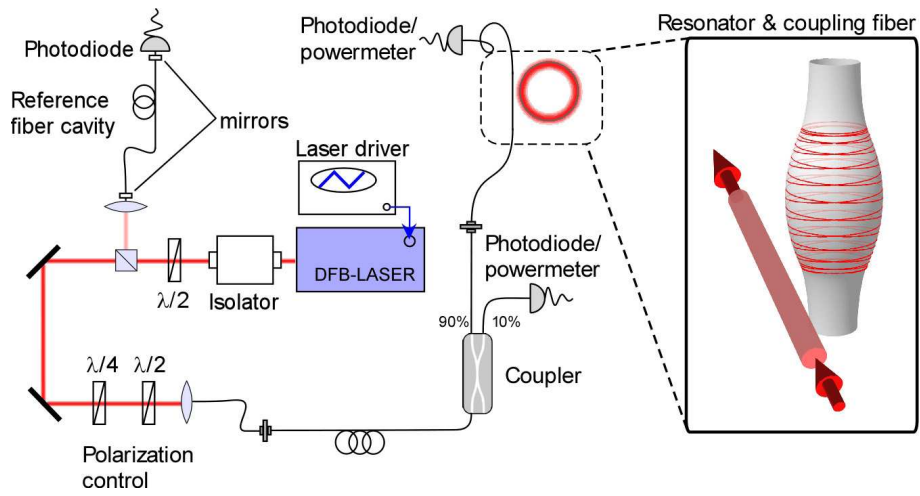 Photodiode
Reference
fiber cavity
mirrors
Laser driver
DFB-LASER
Isolator
λ/2
λ/4
λ/2
Polarization
control
Photodiode/
powermeter
Photodiode/
powermeter
90%
10%
Coupler
Resonator & coupling fiber